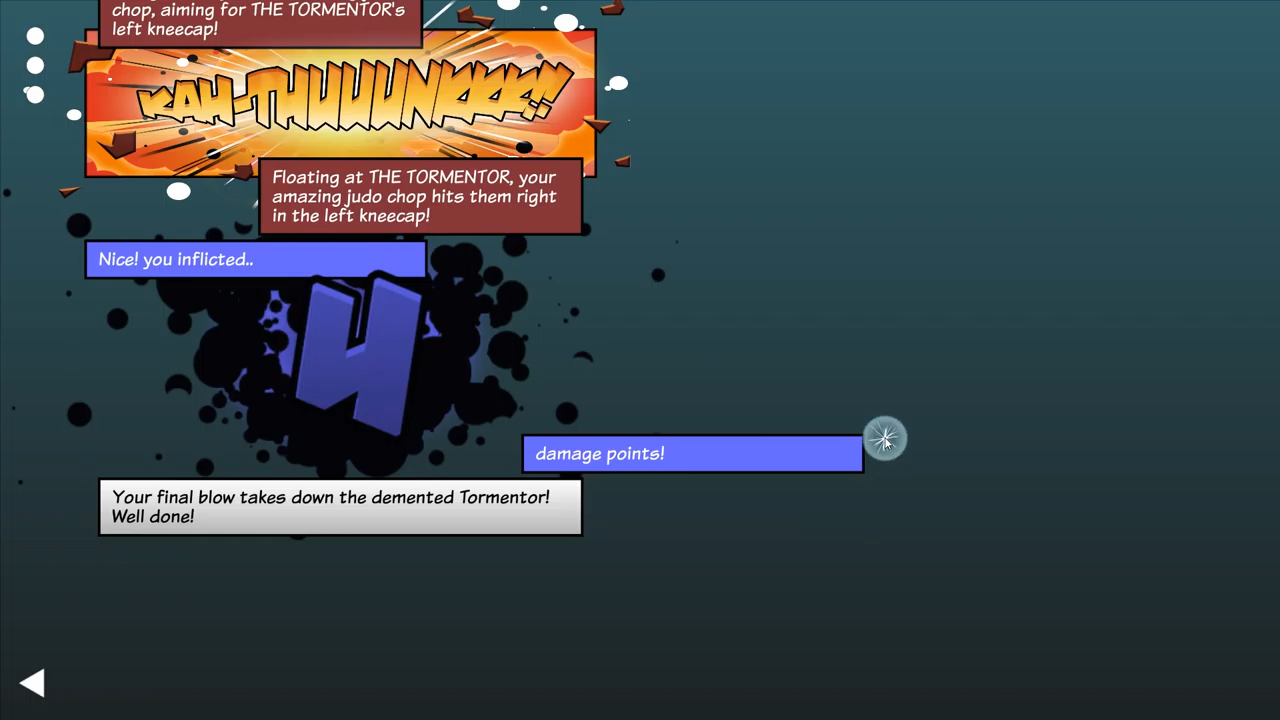 chop, aiming for THE TORMENTOR's
left kneecap!
KAH-THUUUNKKK!!
Floating at THE TORMENTOR, your
amazing judo chop hits them right
in the left kneecap!
Nice! you inflicted..
4
damage points!
Your final blow takes down the demented Tormentor!
Well done!